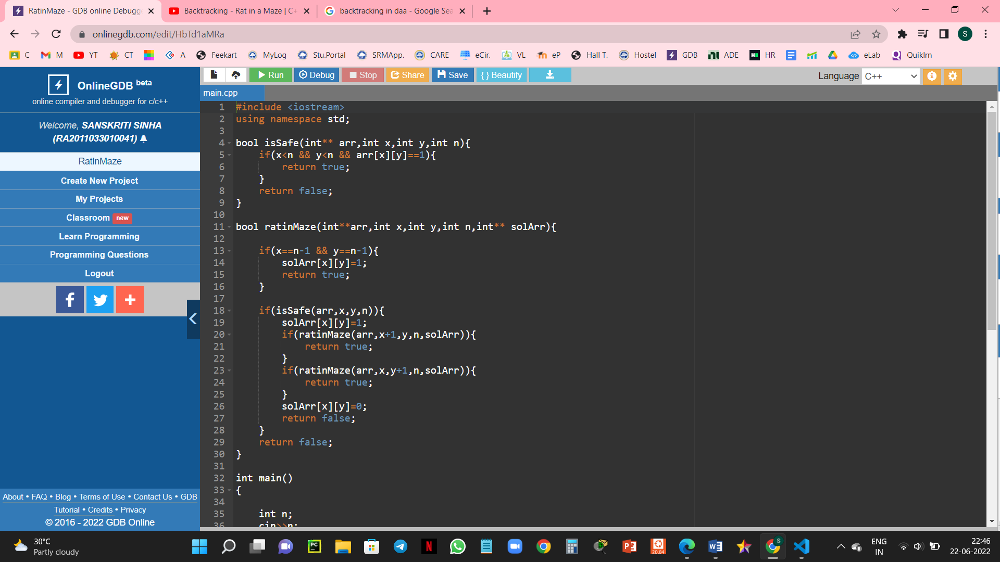 RatinMaze - GDB online Debugge
Backtracking - Rat in a Maze | C+
backtracking in daa - Google Sea
onlinegdb.com/edit/HbTd1aMRa
S
C M YT CT A Feekart MyLog Stu.Portal SRMApp. CARE eCir. VL eP Hall T. Hostel GDB ADE HR eLab Quiklrn
OnlineGDB beta
online compiler and debugger for c/c++
Welcome, SANSKRITI SINHA
(RA2011033010041)
RatinMaze
Create New Project
My Projects
Classroom new
Learn Programming
Programming Questions
Logout
About • FAQ • Blog • Terms of Use • Contact Us • GDB
Tutorial • Credits • Privacy
© 2016 - 2022 GDB Online
Run Debug Stop Share Save { } Beautify
Language C++
main.cpp
1 #include <iostream>
2 using namespace std;
3
4 bool isSafe(int** arr,int x,int y,int n){
5 if(x<n && y<n && arr[x][y]==1){
6 return true;
7 }
8 return false;
9 }
10
11 bool ratinMaze(int**arr,int x,int y,int n,int** solArr){
12
13 if(x==n-1 && y==n-1){
14 solArr[x][y]=1;
15 return true;
16 }
17
18 if(isSafe(arr,x,y,n)){
19 solArr[x][y]=1;
20 if(ratinMaze(arr,x+1,y,n,solArr)){
21 return true;
22 }
23 if(ratinMaze(arr,x,y+1,n,solArr)){
24 return true;
25 }
26 solArr[x][y]=0;
27 return false;
28 }
29 return false;
30 }
31
32 int main()
33 {
34
35 int n;
36 cin>>n;
30°C
Partly cloudy
20.04
ENG
IN
22:46
22-06-2022